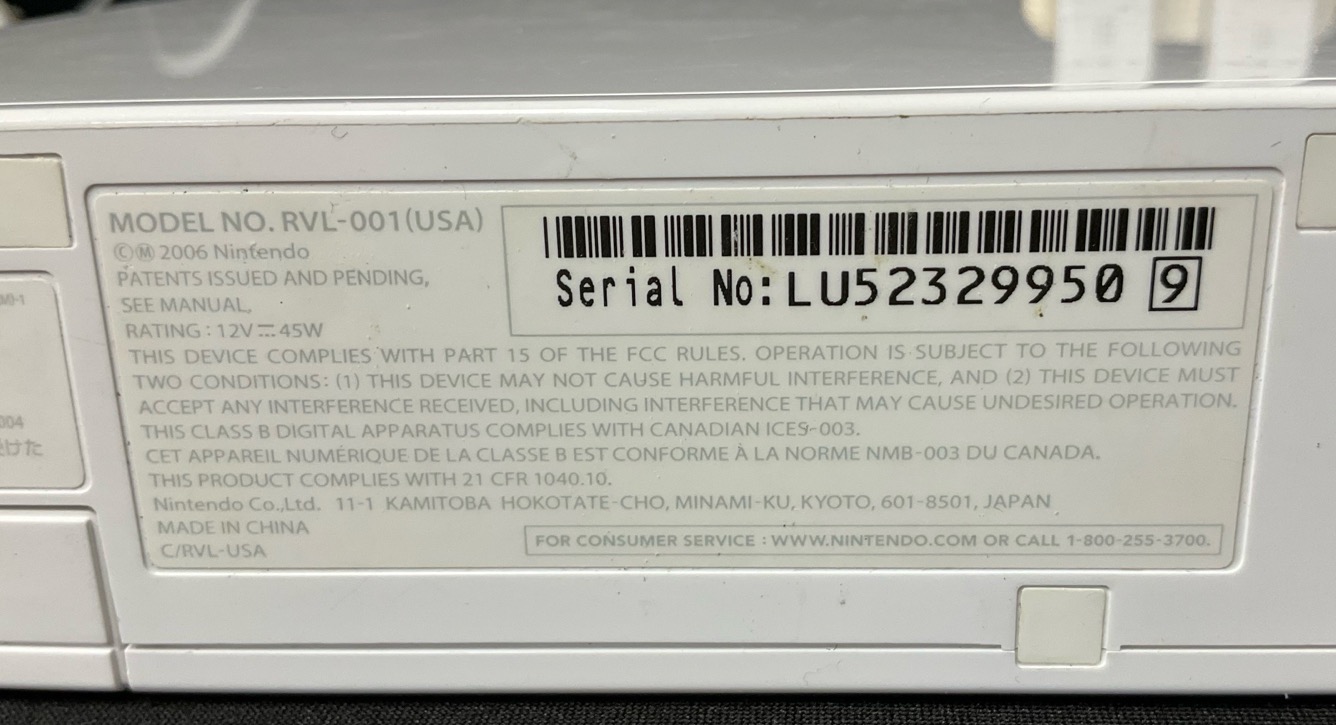 MODEL NO. RVL-001(USA)
©Ⓜ 2006 Nintendo
PATENTS ISSUED AND PENDING,
SEE MANUAL,
RATING : 12V⎓45W
Serial No:LU52329950 9
THIS DEVICE COMPLIES WITH PART 15 OF THE FCC RULES. OPERATION IS SUBJECT TO THE FOLLOWING
TWO CONDITIONS: (1) THIS DEVICE MAY NOT CAUSE HARMFUL INTERFERENCE, AND (2) THIS DEVICE MUST
ACCEPT ANY INTERFERENCE RECEIVED, INCLUDING INTERFERENCE THAT MAY CAUSE UNDESIRED OPERATION.
THIS CLASS B DIGITAL APPARATUS COMPLIES WITH CANADIAN ICES-003.
CET APPAREIL NUMÉRIQUE DE LA CLASSE B EST CONFORME À LA NORME NMB-003 DU CANADA.
THIS PRODUCT COMPLIES WITH 21 CFR 1040.10.
Nintendo Co.,Ltd. 11-1 KAMITOBA HOKOTATE-CHO, MINAMI-KU, KYOTO, 601-8501, JAPAN
MADE IN CHINA
C/RVL-USA
FOR CONSUMER SERVICE : WWW.NINTENDO.COM OR CALL 1-800-255-3700.
004
けた